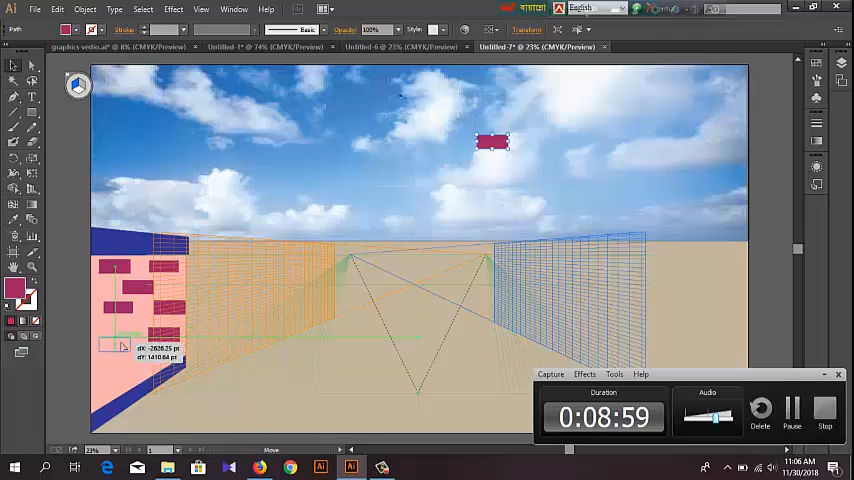 Ai File Edit Object Type Select Effect View Window Help
বায়ান্নো English
Path Stroke: Basic Opacity: 100% Style: Transform
graphics vedio.ai* @ 8% (CMYK/Preview) Untitled-1* @ 74% (CMYK/Preview) Untitled-6 @ 23% (CMYK/Preview) Untitled-7* @ 23% (CMYK/Preview)
dX: -2626.25 pt
dY: 1410.64 pt
Capture Effects Tools Help
Duration Audio
0:08:59
Delete Pause Stop
23% 1 Move
11:06 AM
11/30/2018